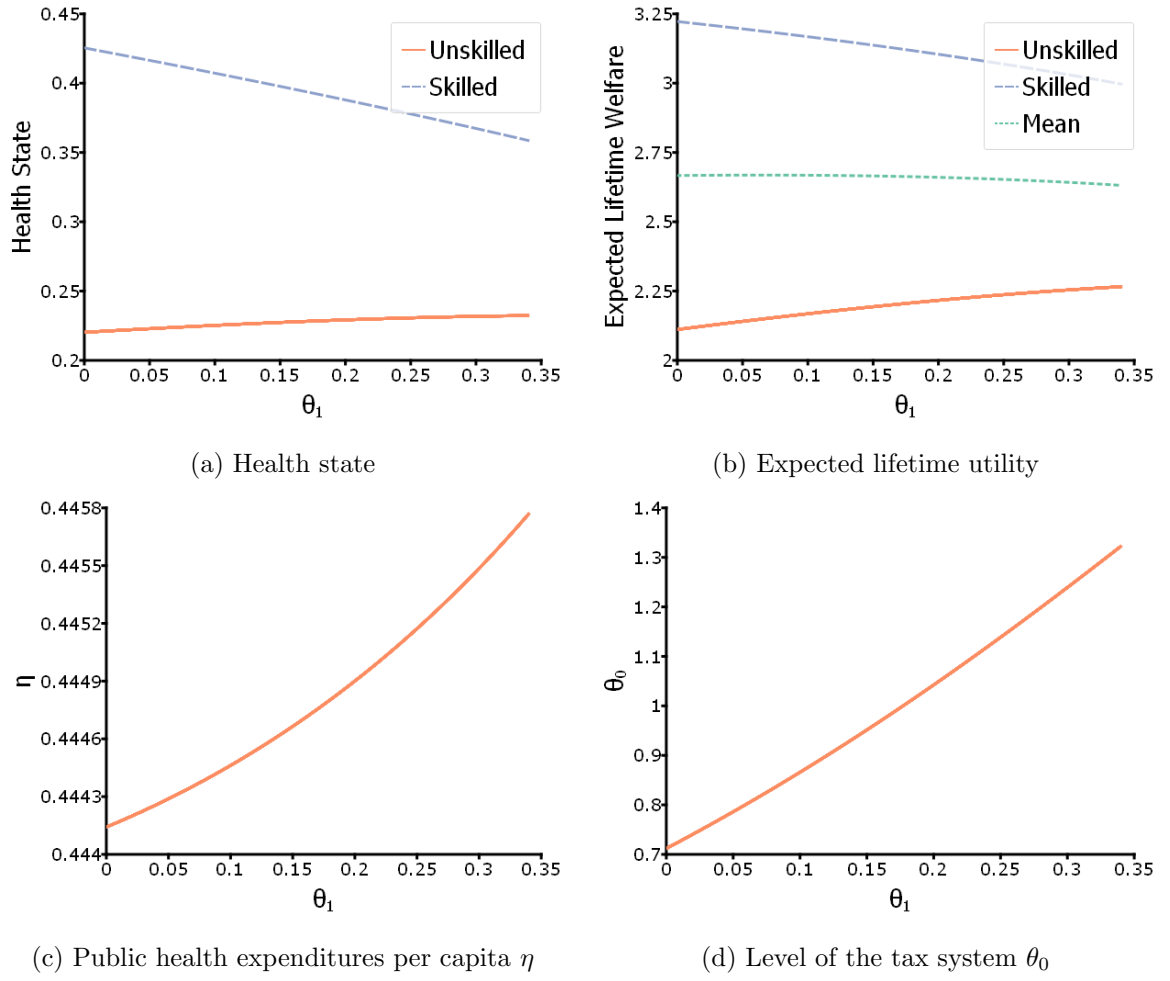 0.45
0.4
0.35
0.3
0.25
0.2
Health State
Unskilled
Skilled
0 0.05 0.1 0.15 0.2 0.25 0.3 0.35
θ₁
(a) Health state
3.25
3
2.75
2.5
2.25
2
Expected Lifetime Welfare
Unskilled
Skilled
Mean
0 0.05 0.1 0.15 0.2 0.25 0.3 0.35
θ₁
(b) Expected lifetime utility
0.4458
0.4455
0.4452
0.4449
0.4446
0.4443
0.444
η
0 0.05 0.1 0.15 0.2 0.25 0.3 0.35
θ₁
(c) Public health expenditures per capita η
1.4
1.3
1.2
1.1
1
0.9
0.8
0.7
θ₀
0 0.05 0.1 0.15 0.2 0.25 0.3 0.35
θ₁
(d) Level of the tax system θ₀